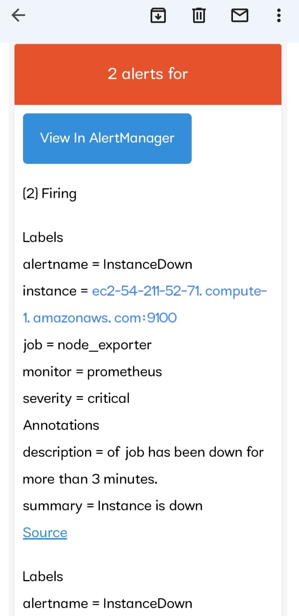 2 alerts for
View In AlertManager
(2) Firing
Labels
alertname = InstanceDown
instance = ec2-54-211-52-71. compute-
1. amazonaws. com:9100
job = node_exporter
monitor = prometheus
severity = critical
Annotations
description = of job has been down for
more than 3 minutes.
summary = Instance is down
Source
Labels
alertname = InstanceDown